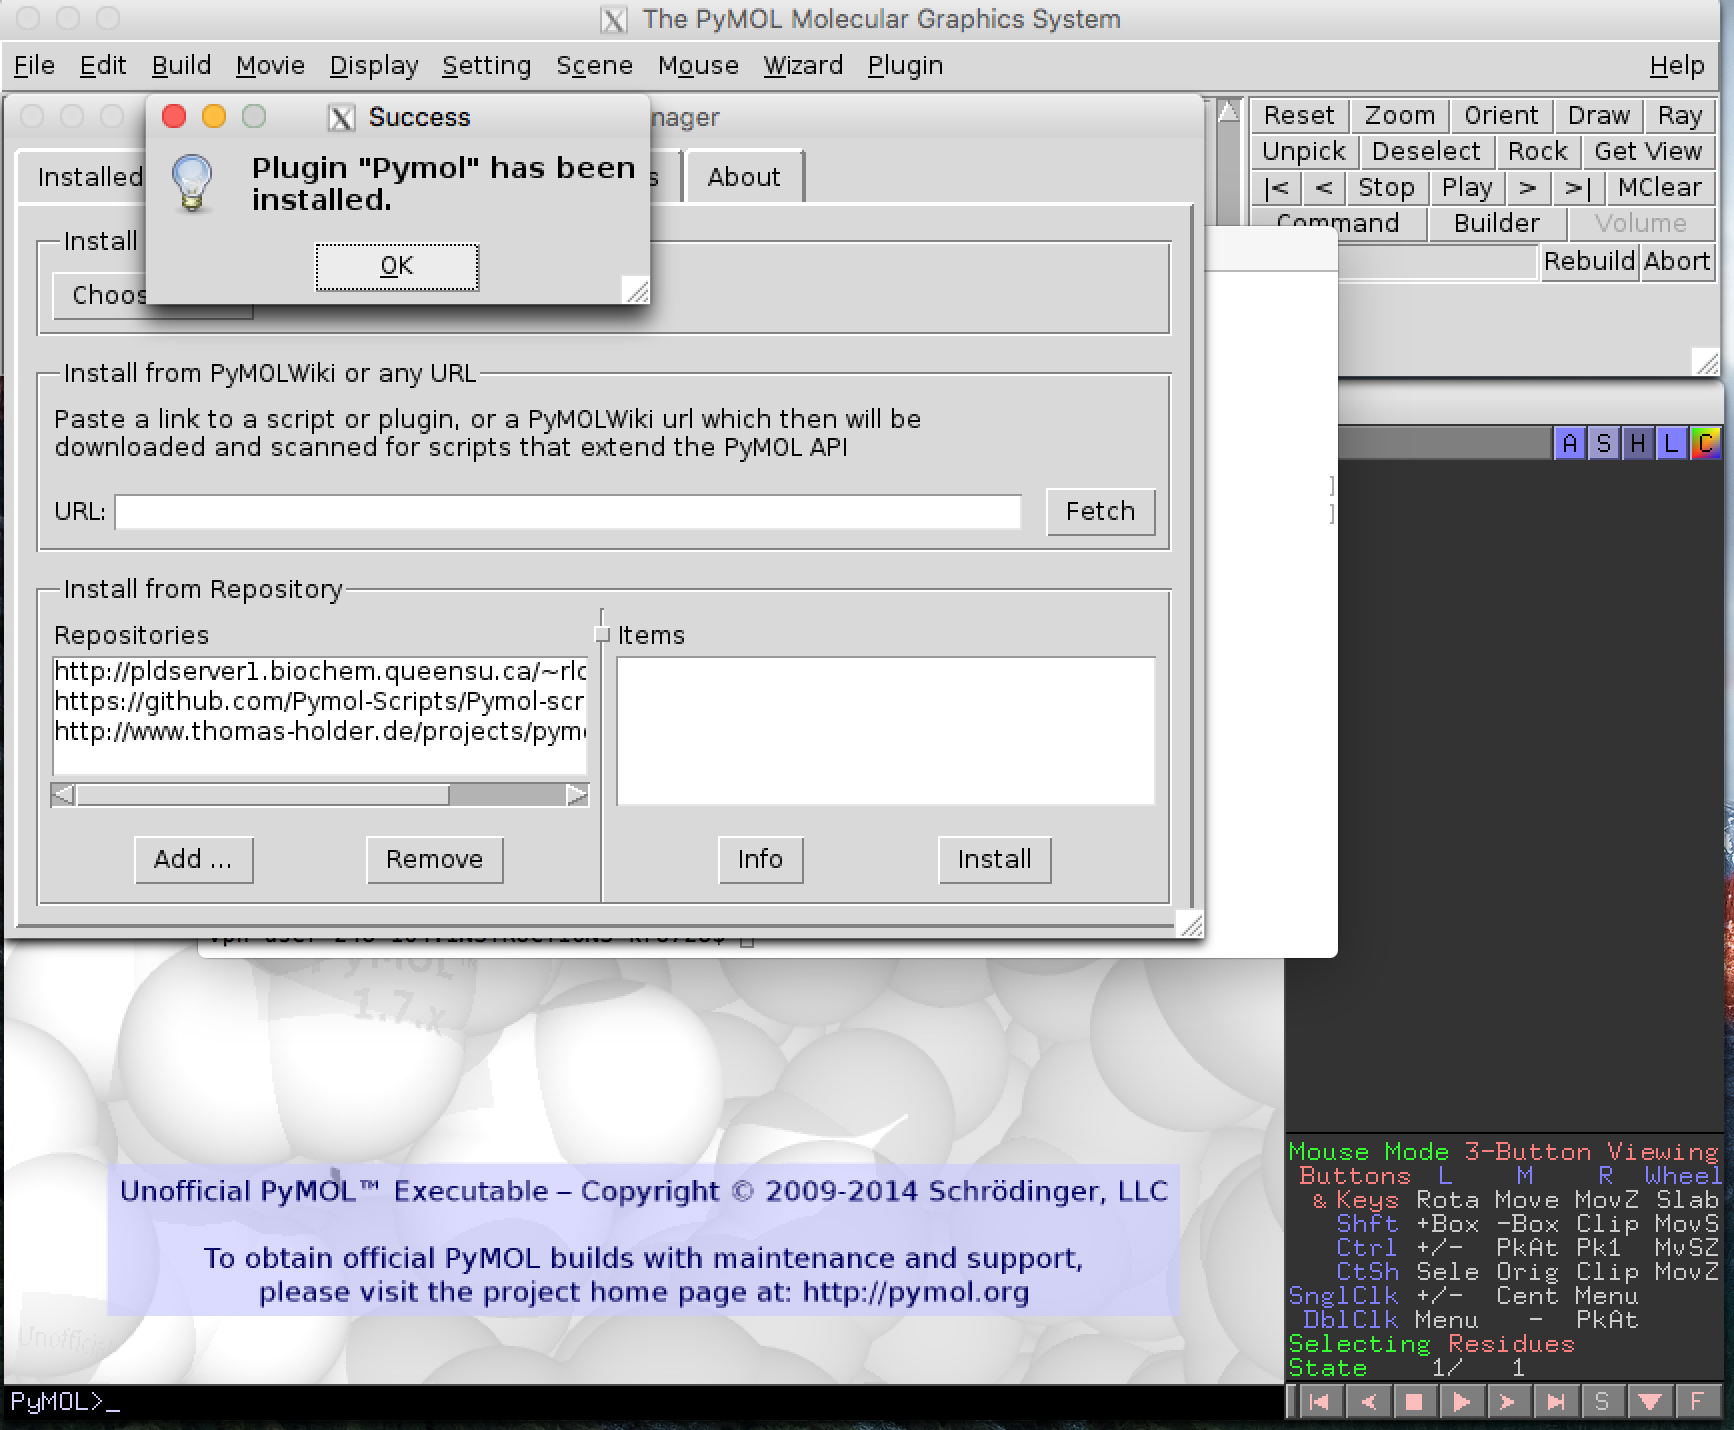 The PyMOL Molecular Graphics System
File Edit Build Movie Display Setting Scene Mouse Wizard Plugin Help
Success
nager
Plugin "Pymol" has been
installed.
OK
Installed
s
About
Install
Choos
Install from PyMOLWiki or any URL
Paste a link to a script or plugin, or a PyMOLWiki url which then will be
downloaded and scanned for scripts that extend the PyMOL API
URL:
Fetch
Install from Repository
Repositories
Items
http://pldserver1.biochem.queensu.ca/~rlc
https://github.com/Pymol-Scripts/Pymol-scr
http://www.thomas-holder.de/projects/pym
Add ... Remove Info Install
Reset Zoom Orient Draw Ray
Unpick Deselect Rock Get View
|< < Stop Play > >| MClear
Command Builder Volume
Rebuild Abort
A S H L C
PyMOL™
1.7.x
Unofficial PyMOL™ Executable – Copyright © 2009-2014 Schrödinger, LLC
To obtain official PyMOL builds with maintenance and support,
please visit the project home page at: http://pymol.org
Unoffici
PyMOL>_
Mouse Mode 3-Button Viewing
Buttons L M R Wheel
& Keys Rota Move MovZ Slab
Shft +Box -Box Clip MovS
Ctrl +/- PkAt Pk1 MvSZ
CtSh Sele Orig Clip MovZ
SnglClk +/- Cent Menu
DblClk Menu - PkAt
Selecting Residues
State 1/ 1
S F